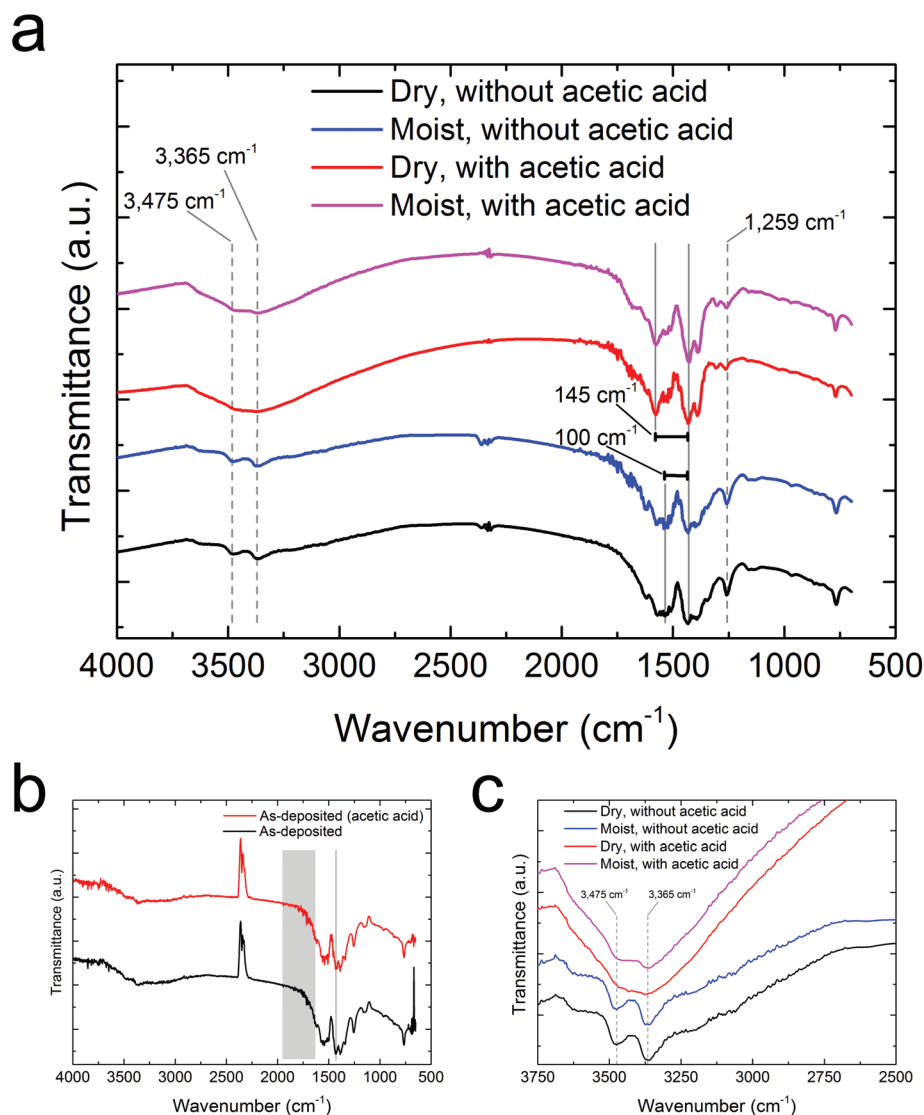 a
Dry, without acetic acid
Moist, without acetic acid
Dry, with acetic acid
Moist, with acetic acid
3,365 cm-1
3,475 cm-1
1,259 cm-1
145 cm-1
100 cm-1
Transmittance (a.u.)
4000 3500 3000 2500 2000 1500 1000 500
Wavenumber (cm-1)
b
As-deposited (acetic acid)
As-deposited
Transmittance (a.u.)
4000 3500 3000 2500 2000 1500 1000 500
Wavenumber (cm-1)
c
Dry, without acetic acid
Moist, without acetic acid
Dry, with acetic acid
Moist, with acetic acid
3,475 cm-1 3,365 cm-1
Transmittance (a.u.)
3750 3500 3250 3000 2750 2500
Wavenumber (cm-1)